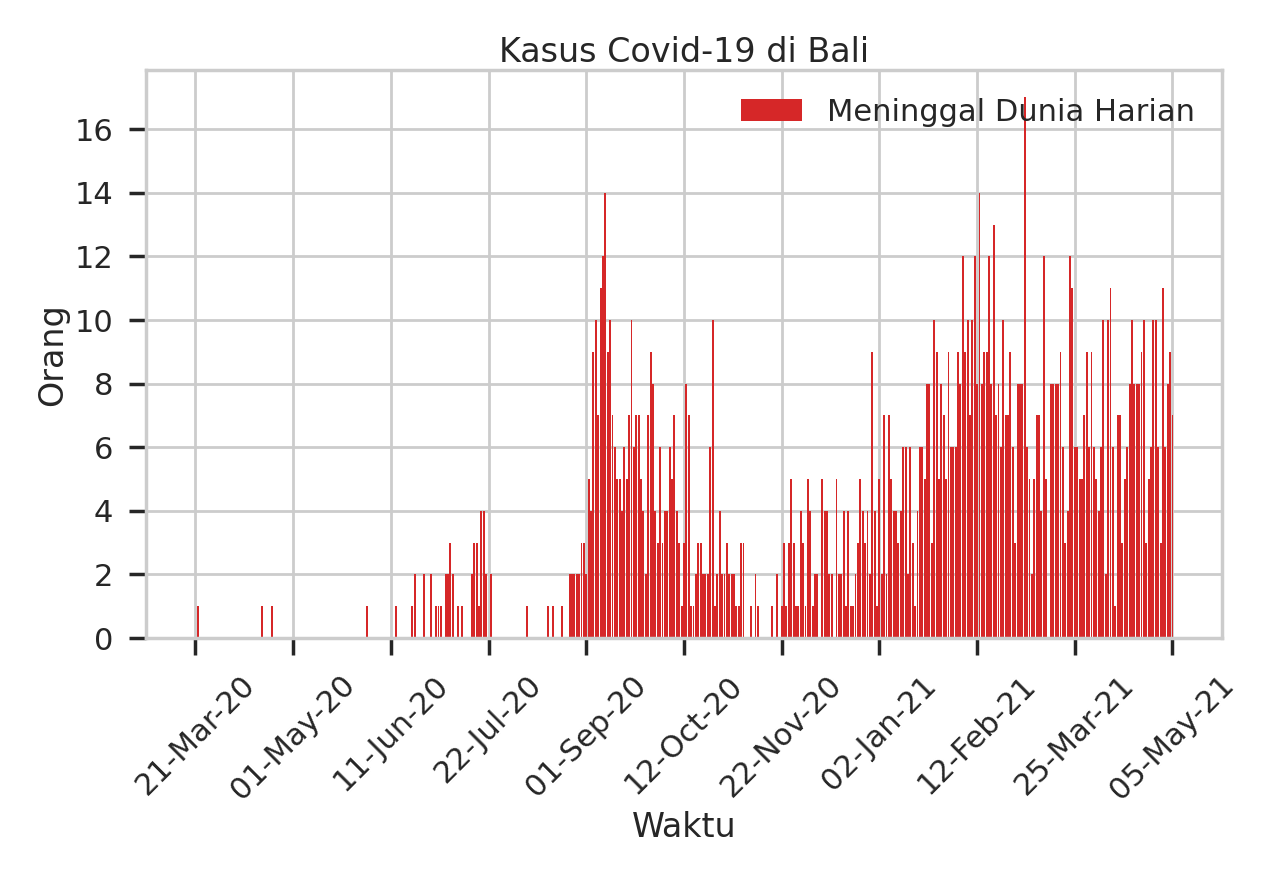 Kasus Covid-19 di Bali
Meninggal Dunia Harian
16
14
12
10
8
6
4
2
0
Orang
21-Mar-20
01-May-20
11-Jun-20
22-Jul-20
01-Sep-20
12-Oct-20
22-Nov-20
02-Jan-21
12-Feb-21
25-Mar-21
05-May-21
Waktu